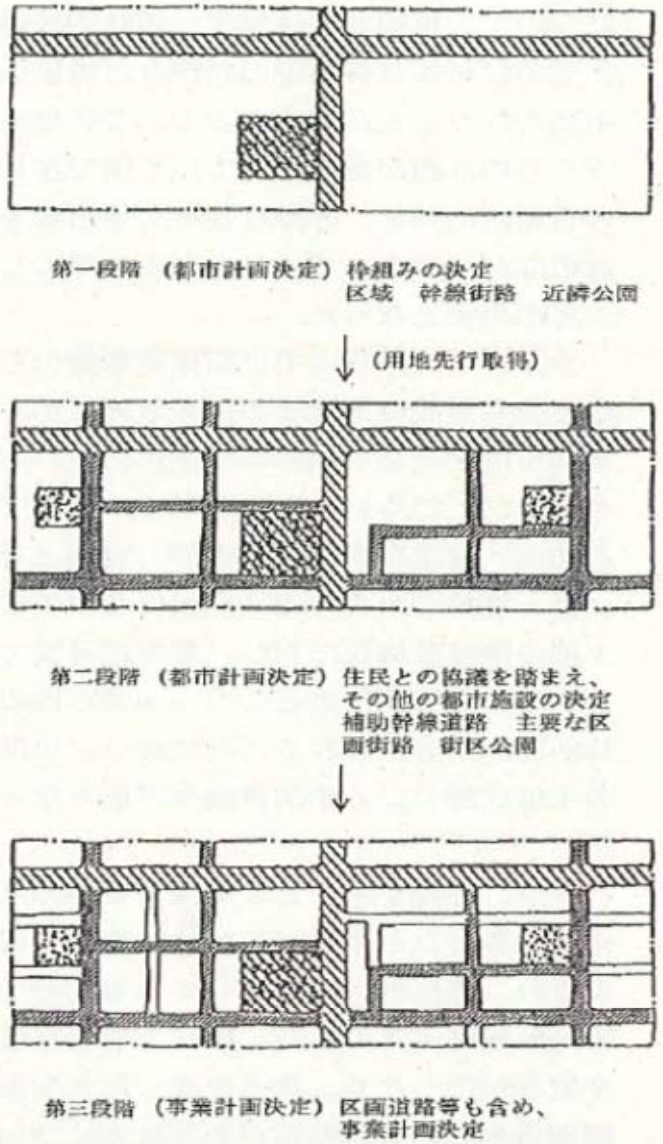 第一段階 (都市計画決定) 枠組みの決定
区域 幹線街路 近隣公園
(用地先行取得)
第二段階 (都市計画決定) 住民との協議を踏まえ、
その他の都市施設の決定
補助幹線道路 主要な区
画街路 街区公園
第三段階 (事業計画決定) 区画道路等も含め、
事業計画決定